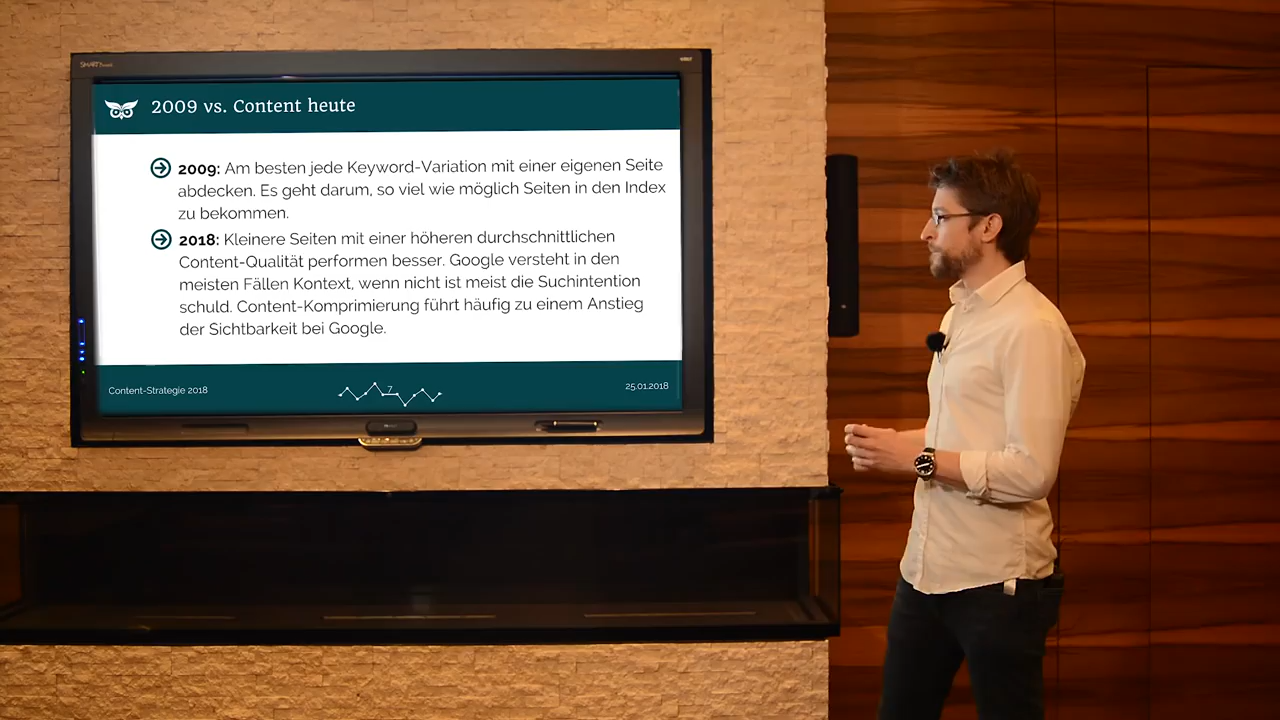 SMART
2009 vs. Content heute
2009: Am besten jede Keyword-Variation mit einer eigenen Seite
abdecken. Es geht darum, so viel wie möglich Seiten in den Index
zu bekommen.
2018: Kleinere Seiten mit einer höheren durchschnittlichen
Content-Qualität performen besser. Google versteht in den
meisten Fällen Kontext, wenn nicht ist meist die Suchintention
schuld. Content-Komprimierung führt häufig zu einem Anstieg
der Sichtbarkeit bei Google.
Content-Strategie 2018
7
25.01.2018